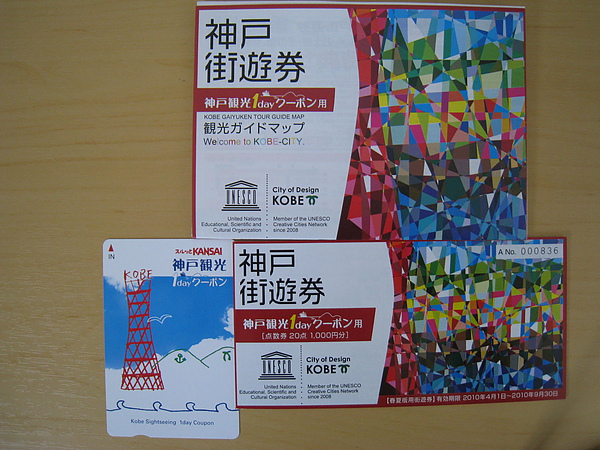 神戸
街遊券
神戸観光1dayクーポン用
KOBE GAIYUKEN TOUR GUIDE MAP
観光ガイドマップ
Welcome to KOBE-CITY.
UNESCO
United Nations
Educational, Scientific and
Cultural Organization
City of Design
KOBE
Member of the UNESCO
Creative Cities Network
since 2008
IN
スルッとKANSAI
神戸観光
1dayクーポン
KOBE
Kobe Sightseeing 1day Coupon
A No. 000836
神戸
街遊券
神戸観光1dayクーポン用
[点数券 20点 1,000円分]
UNESCO
United Nations
Educational, Scientific and
Cultural Organization
City of Design
KOBE
Member of the UNESCO
Creative Cities Network
since 2008
【春夏版用街遊券】有効期限 2010年4月1日～2010年9月30日